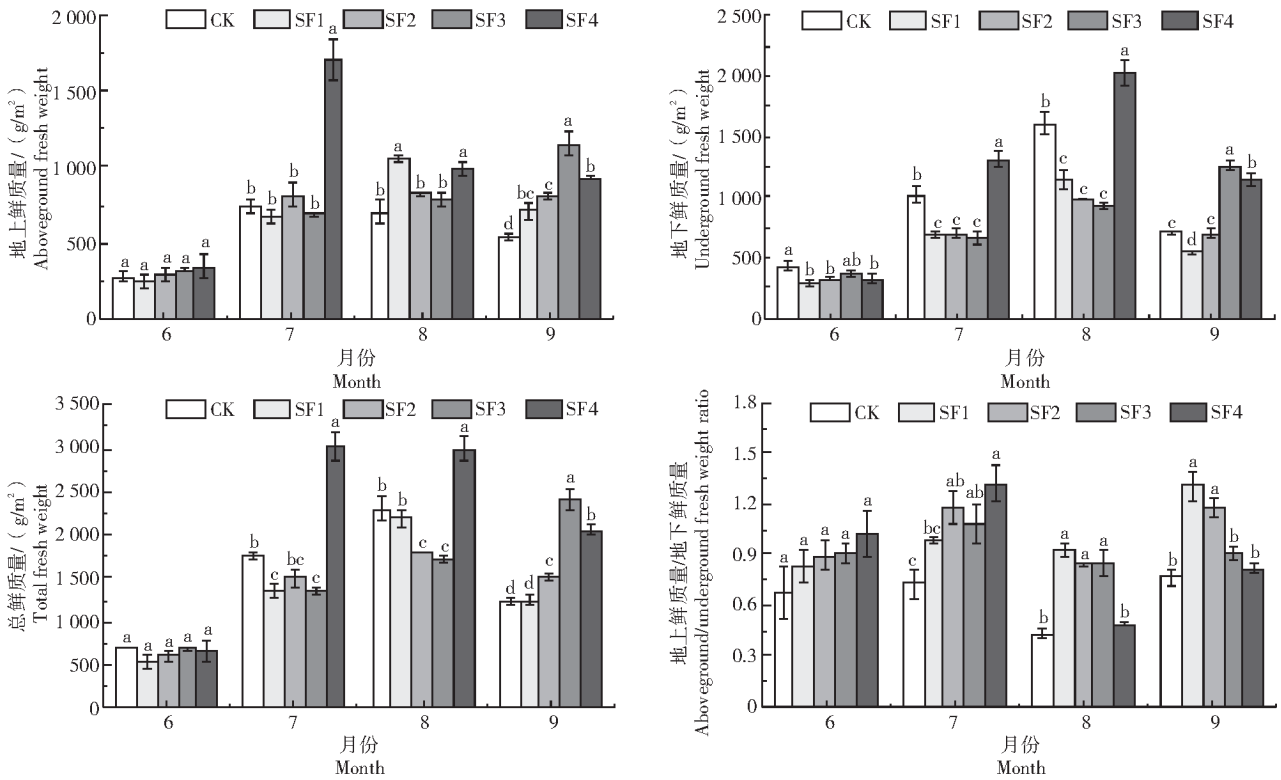 CK SF1 SF2 SF3 SF4
地上鲜质量/(g/m²)
Aboveground fresh weight
2 000
1 500
1 000
500
0
a a a a a
b b b b a
b a b b a
d bc c a b
6 7 8 9
月份
Month
CK SF1 SF2 SF3 SF4
地下鲜质量/(g/m²)
Underground fresh weight
2 500
2 000
1 500
1 000
500
0
a b b ab b
b c c c a
b c c c a
c d c a b
6 7 8 9
月份
Month
CK SF1 SF2 SF3 SF4
总鲜质量/(g/m²)
Total fresh weight
3 500
3 000
2 500
2 000
1 500
1 000
500
0
a a a a a
b c bc c a
b b c c a
d d c a b
6 7 8 9
月份
Month
CK SF1 SF2 SF3 SF4
地上鲜质量/地下鲜质量
Aboveground/underground fresh weight ratio
1.8
1.5
1.2
0.9
0.6
0.3
0
a a a a a
c bc ab ab a
b a a a b
b a a b b
6 7 8 9
月份
Month